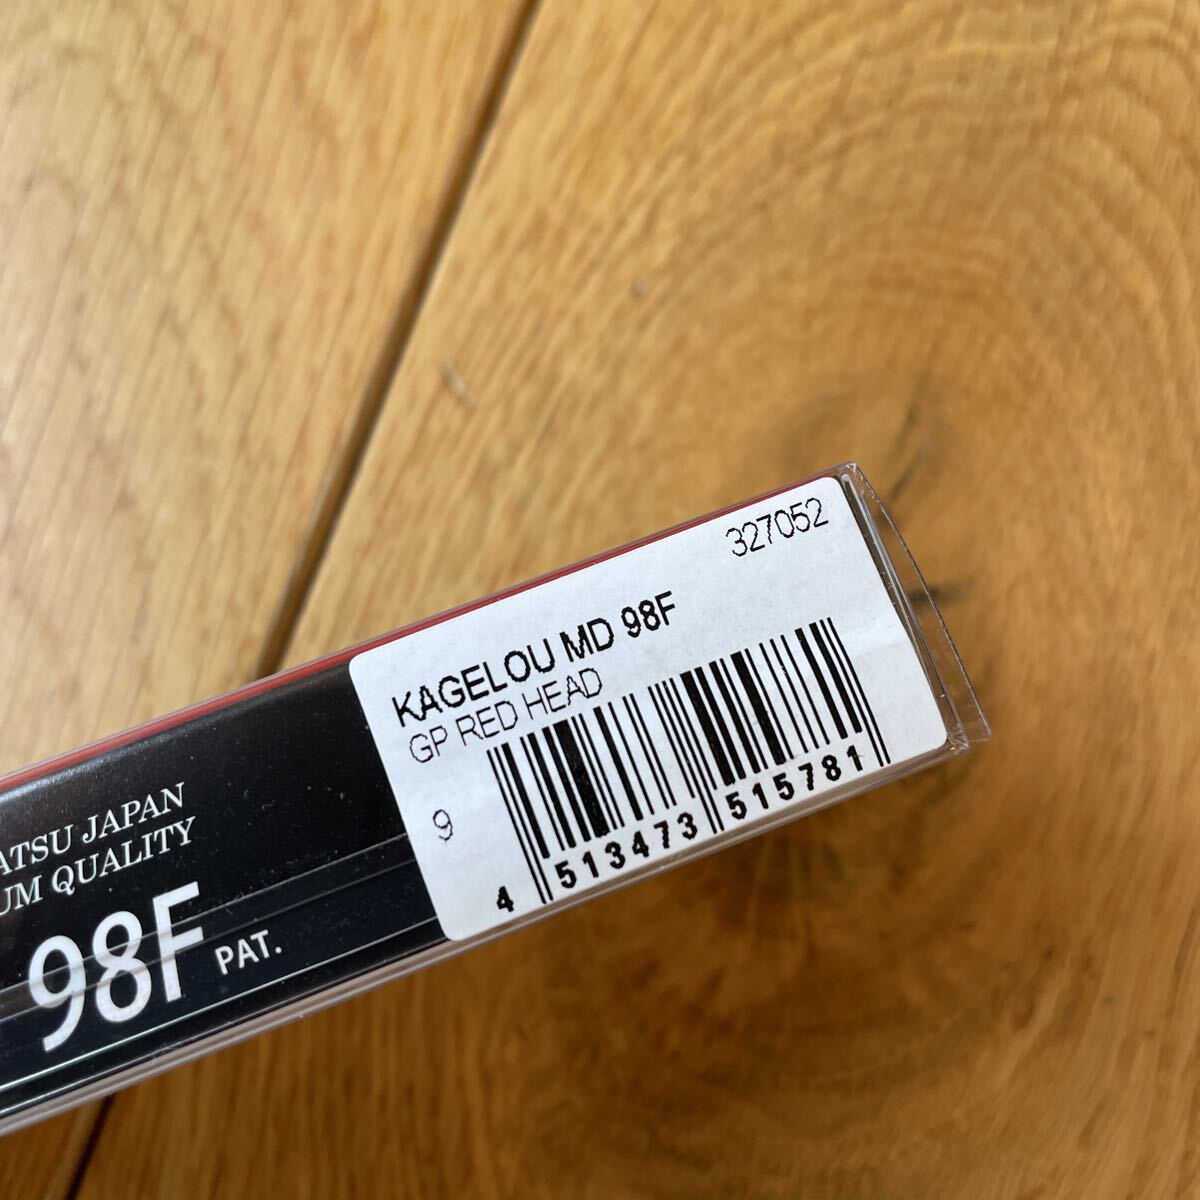 327052
KAGELOU MD 98F
GP RED HEAD
9
4 513473 515781
ATSU JAPAN
UM QUALITY
98F PAT.